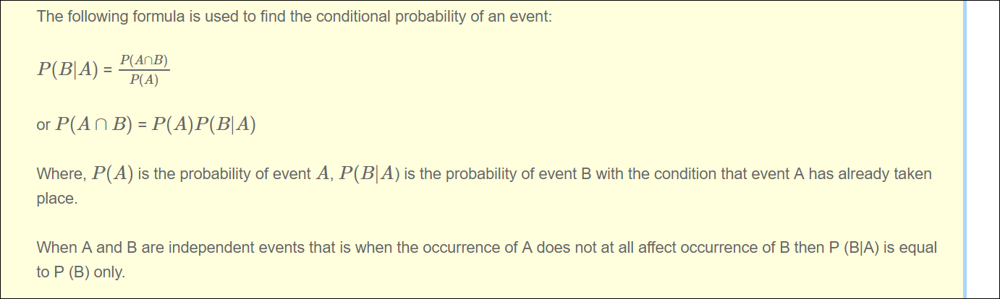 The following formula is used to find the conditional probability of an event:
P(B|A) = P(A∩B)/P(A)
or P(A ∩ B) = P(A)P(B|A)
Where, P(A) is the probability of event A, P(B|A) is the probability of event B with the condition that event A has already taken
place.
When A and B are independent events that is when the occurrence of A does not at all affect occurrence of B then P (B|A) is equal
to P (B) only.